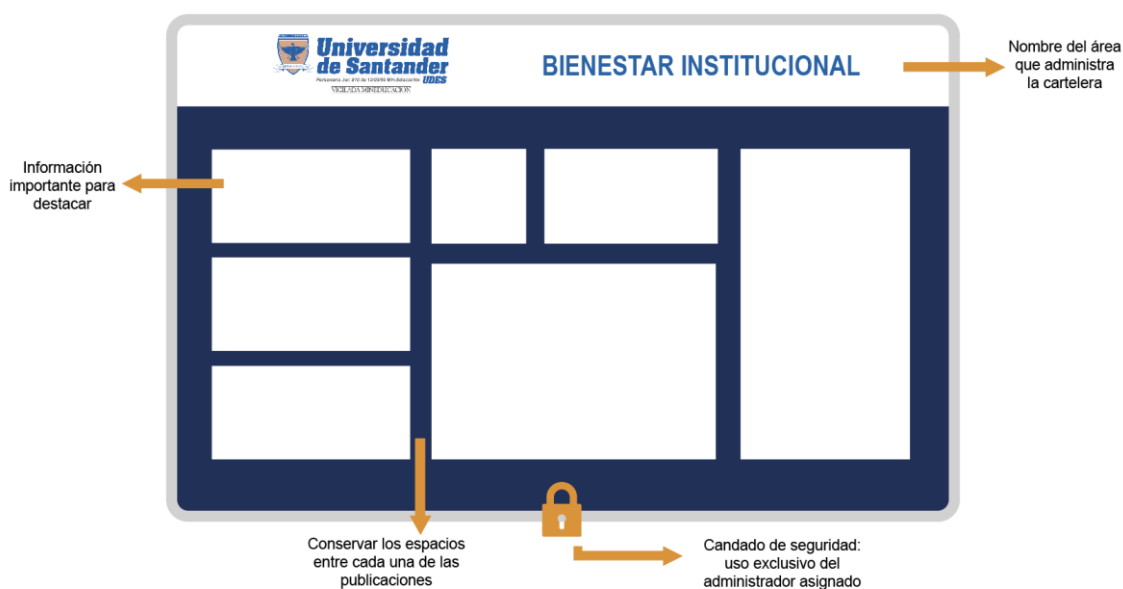 Universidad
de Santander
UDES
VIGILADA MINEDUCACIÓN
BIENESTAR INSTITUCIONAL
Nombre del área
que administra
la cartelera
Información
importante para
destacar
Conservar los espacios
entre cada una de las
publicaciones
Candado de seguridad:
uso exclusivo del
administrador asignado